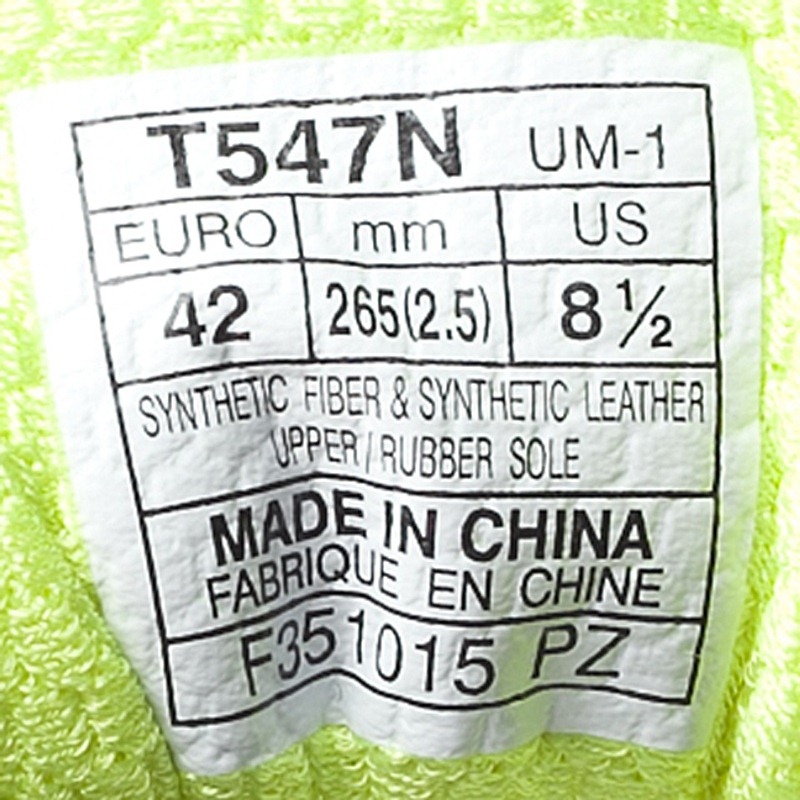 T547N UM-1
EURO mm US
42 265(2.5) 8 ½
SYNTHETIC FIBER & SYNTHETIC LEATHER
UPPER / RUBBER SOLE
MADE IN CHINA
FABRIQUE EN CHINE
F351015 PZ